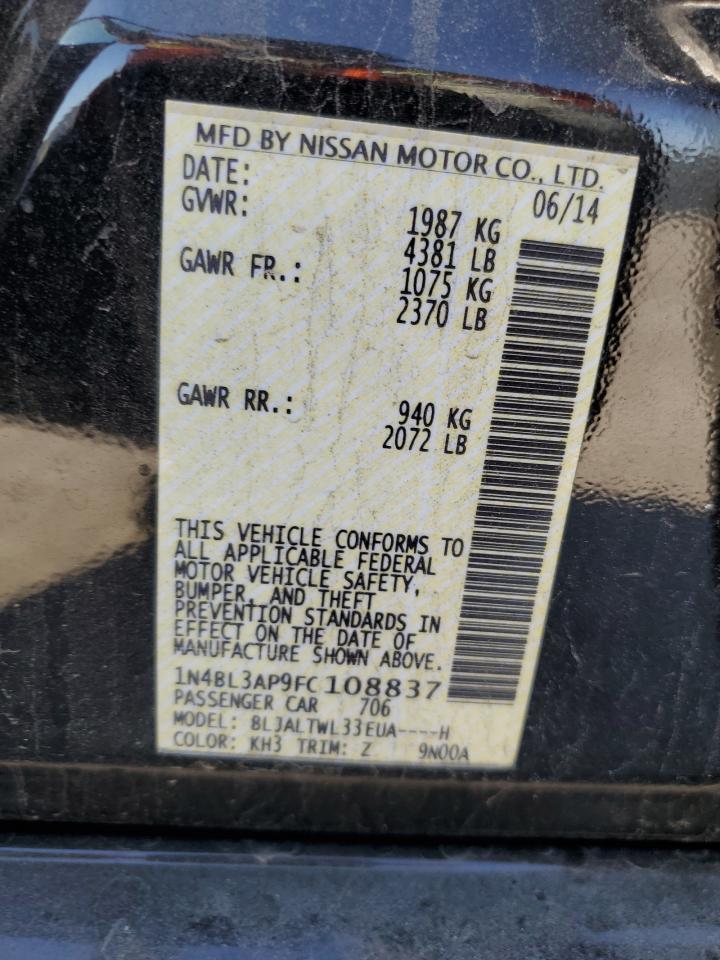 MFD BY NISSAN MOTOR CO., LTD.
DATE: 06/14
GVWR: 1987 KG
4381 LB
GAWR FR.: 1075 KG
2370 LB
GAWR RR.: 940 KG
2072 LB
THIS VEHICLE CONFORMS TO
ALL APPLICABLE FEDERAL
MOTOR VEHICLE SAFETY,
BUMPER, AND THEFT
PREVENTION STANDARDS IN
EFFECT ON THE DATE OF
MANUFACTURE SHOWN ABOVE.
1N4BL3AP9FC108837
PASSENGER CAR 706
MODEL: BL3ALTWL33EUA----H
COLOR: KH3 TRIM: Z 9N00A